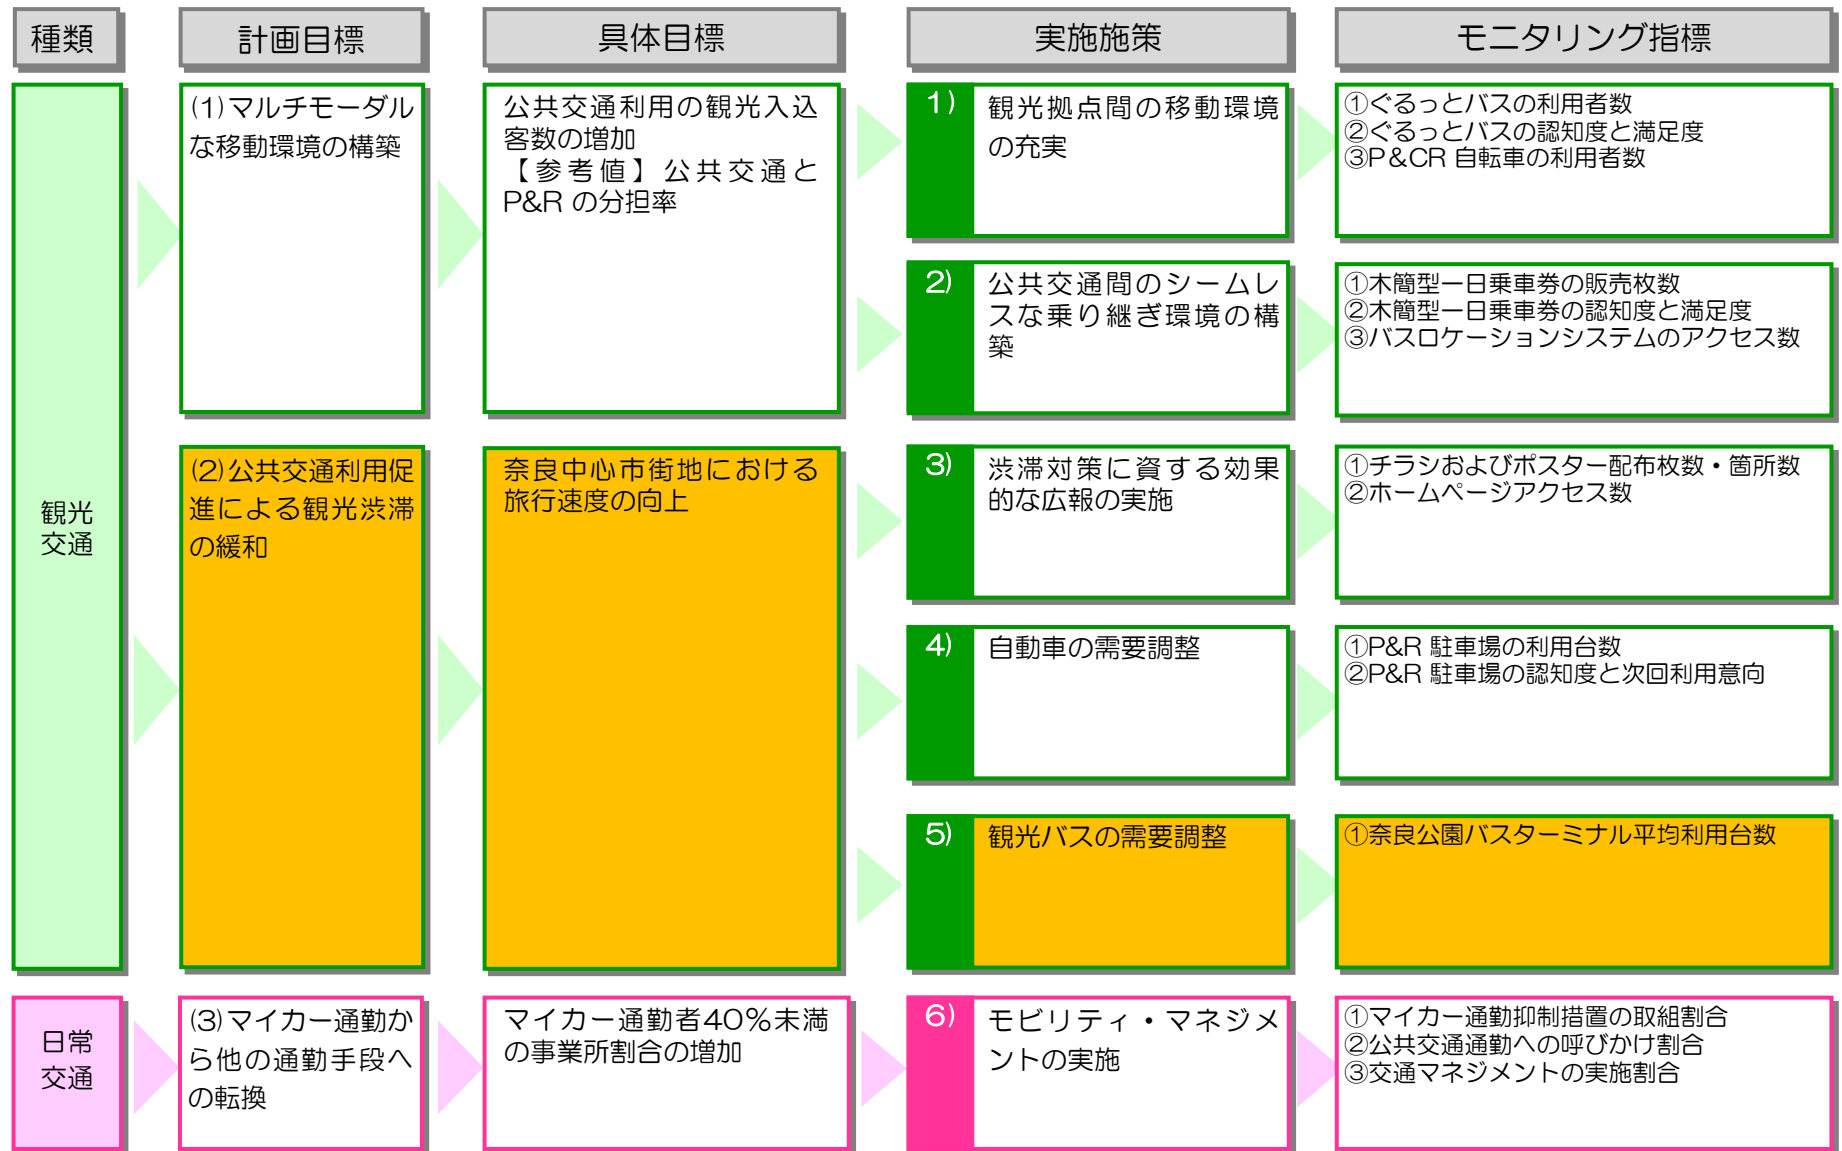 種類
計画目標
具体目標
実施施策
モニタリング指標
観光
交通
(1)マルチモーダル
な移動環境の構築
公共交通利用の観光入込
客数の増加
【参考値】公共交通と
P&R の分担率
1)
観光拠点間の移動環境
の充実
①ぐるっとバスの利用者数
②ぐるっとバスの認知度と満足度
③P&CR 自転車の利用者数
2)
公共交通間のシームレ
スな乗り継ぎ環境の構
築
①木簡型一日乗車券の販売枚数
②木簡型一日乗車券の認知度と満足度
③バスロケーションシステムのアクセス数
(2)公共交通利用促
進による観光渋滞
の緩和
奈良中心市街地における
旅行速度の向上
3)
渋滞対策に資する効果
的な広報の実施
①チラシおよびポスター配布枚数・箇所数
②ホームページアクセス数
4)
自動車の需要調整
①P&R 駐車場の利用台数
②P&R 駐車場の認知度と次回利用意向
5)
観光バスの需要調整
①奈良公園バスターミナル平均利用台数
日常
交通
(3)マイカー通勤か
ら他の通勤手段へ
の転換
マイカー通勤者40%未満
の事業所割合の増加
6)
モビリティ・マネジメ
ントの実施
①マイカー通勤抑制措置の取組割合
②公共交通通勤への呼びかけ割合
③交通マネジメントの実施割合